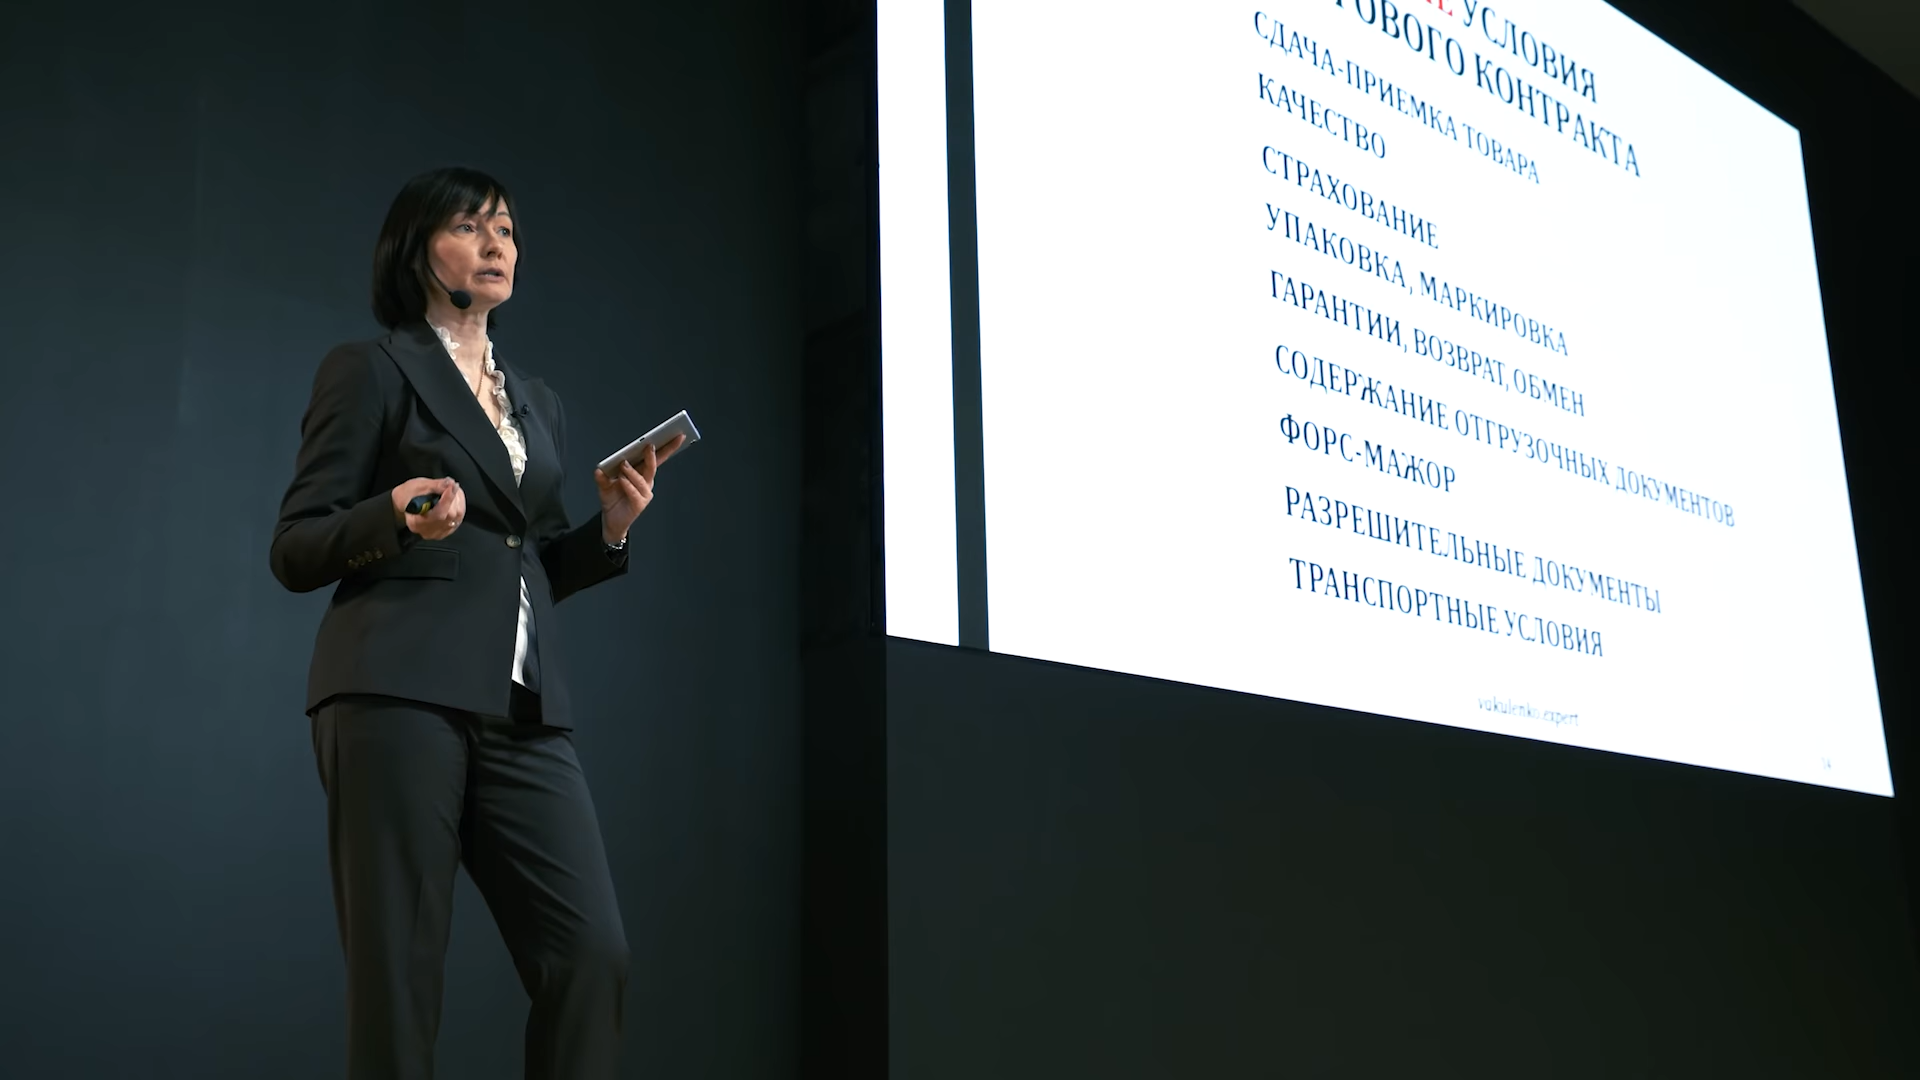 УСЛОВИЯ
КОНТРАКТА
СДАЧА-ПРИЕМКА ТОВАРА
КАЧЕСТВО
СТРАХОВАНИЕ
УПАКОВКА, МАРКИРОВКА
ГАРАНТИИ, ВОЗВРАТ, ОБМЕН
СОДЕРЖАНИЕ ОТГРУЗОЧНЫХ ДОКУМЕНТОВ
ФОРС-МАЖОР
РАЗРЕШИТЕЛЬНЫЕ ДОКУМЕНТЫ
ТРАНСПОРТНЫЕ УСЛОВИЯ
vakulenko.expert
14